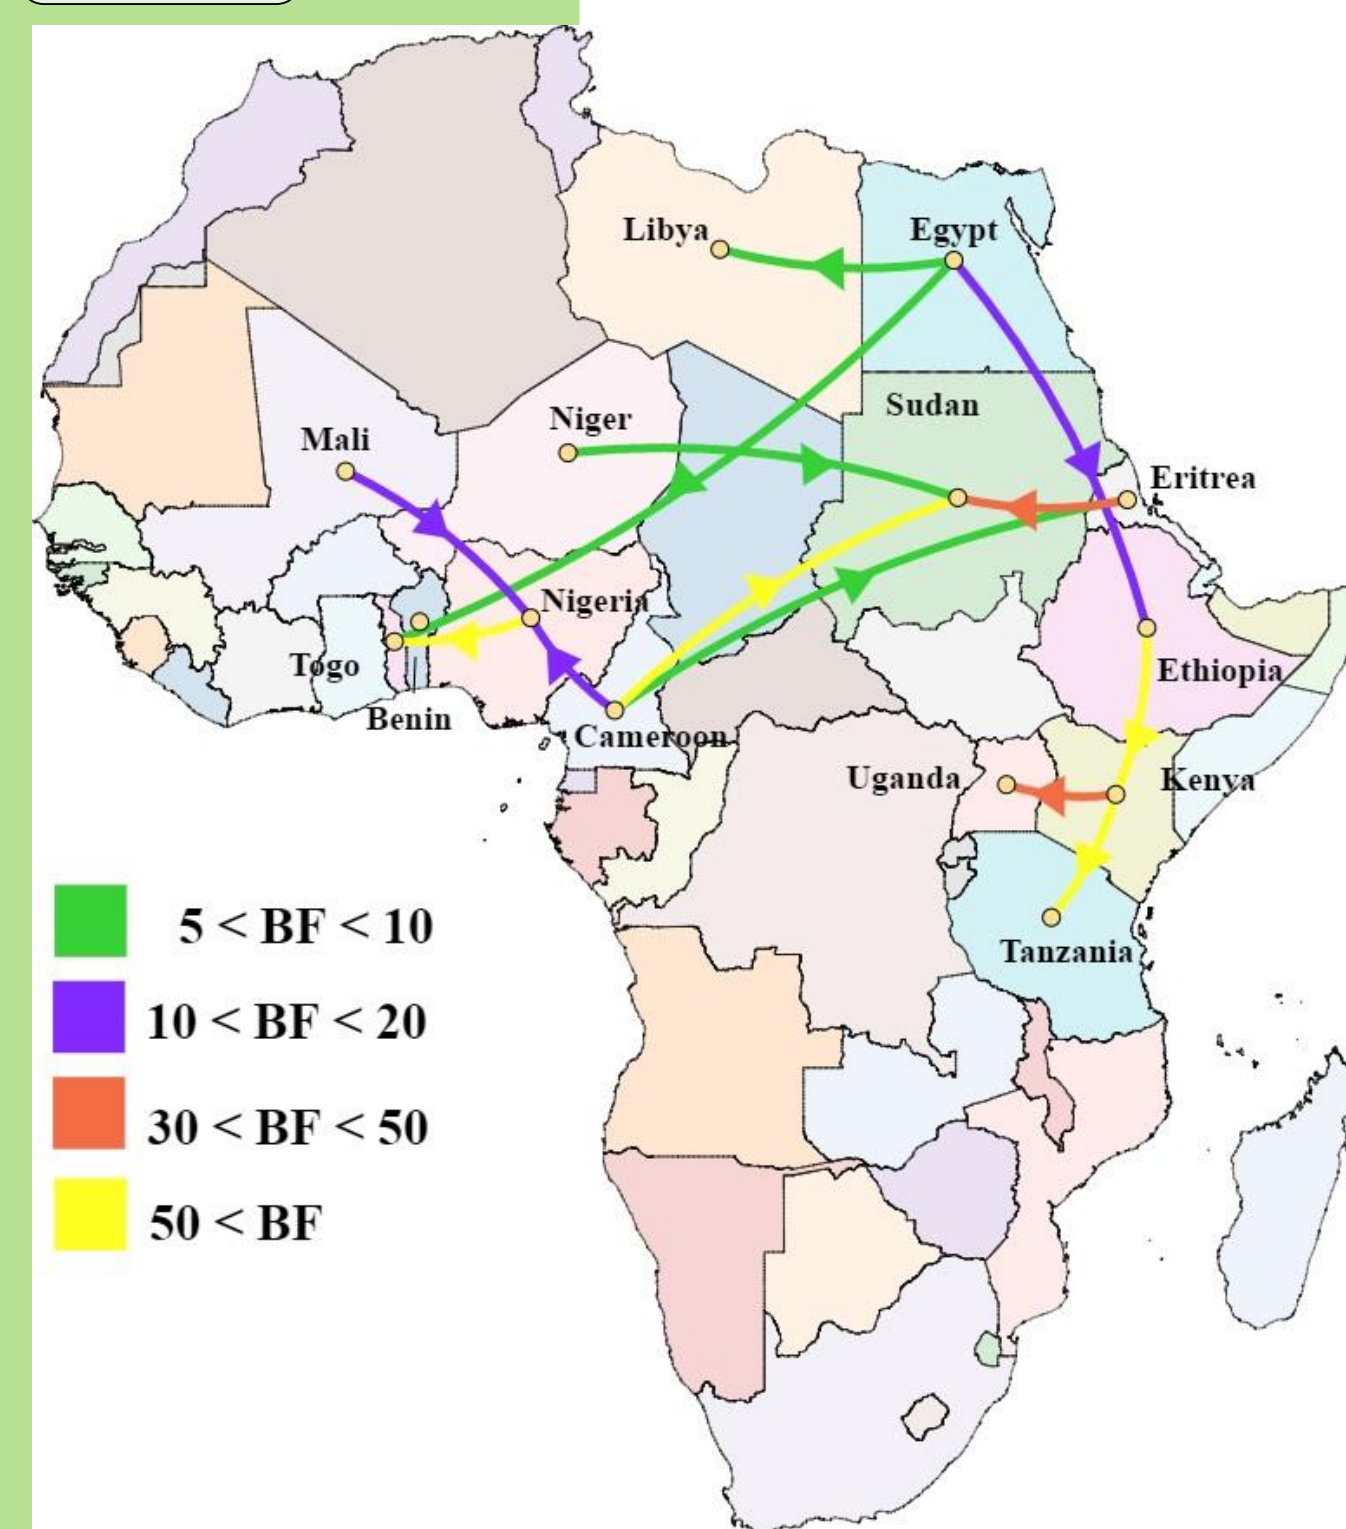 Libya
Egypt
Sudan
Niger
Mali
Eritrea
Nigeria
Togo
Ethiopia
Benin
Cameroon
Uganda
Kenya
Tanzania
5 < BF < 10
10 < BF < 20
30 < BF < 50
50 < BF